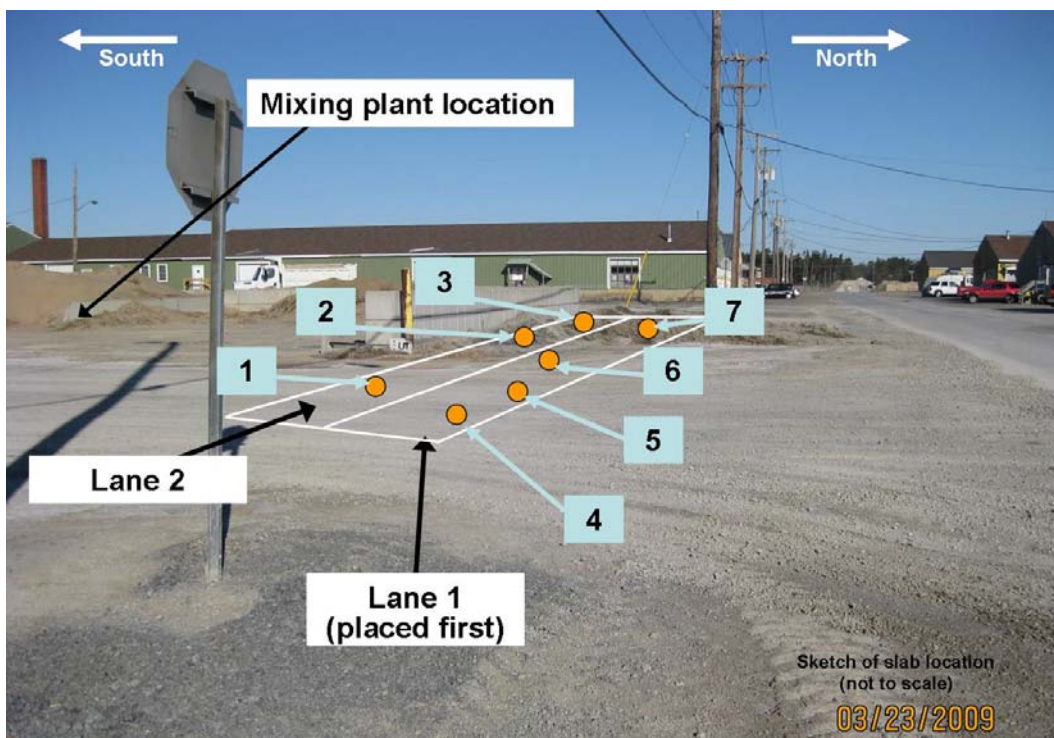 South
North
Mixing plant location
3
2
7
1
6
5
Lane 2
4
Lane 1
(placed first)
Sketch of slab location
(not to scale)
03/23/2009